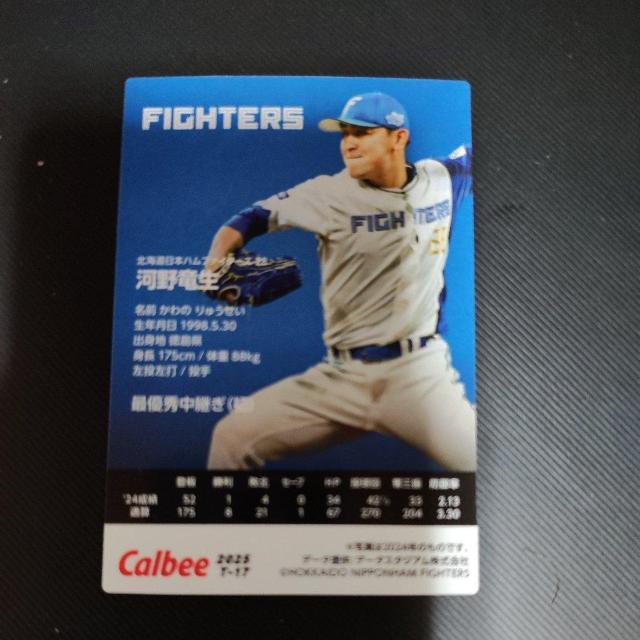 FIGHTERS
FIGHTERS
北海道日本ハムファイターズ
河野竜生
名前 かわの りゅうせい
生年月日 1998.5.30
出身地 徳島県
身長 175cm / 体重 88kg
左投左打 / 投手
最優秀中継ぎ
登板 勝利 敗北 セーブ HP 投球回 奪三振 防御率
'24成績 52 1 4 0 34 42⅓ 33 2.13
通算 175 6 21 1 67 270 204 3.30
Calbee 2025
T-17
※写真は2024年のものです。
データ提供：データスタジアム株式会社
©HOKKAIDO NIPPONHAM FIGHTERS